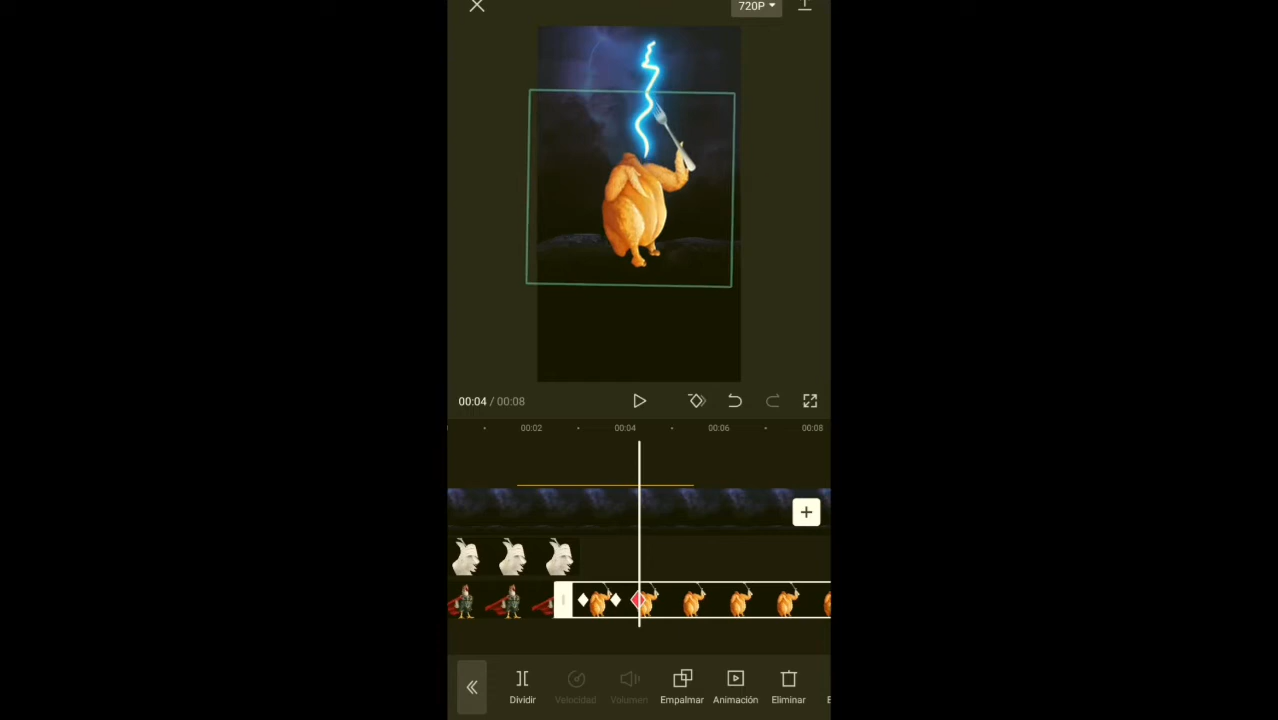 720P
00:04 / 00:08
00:02 00:04 00:06 00:08
Dividir Velocidad Volumen Empalmar Animación Eliminar